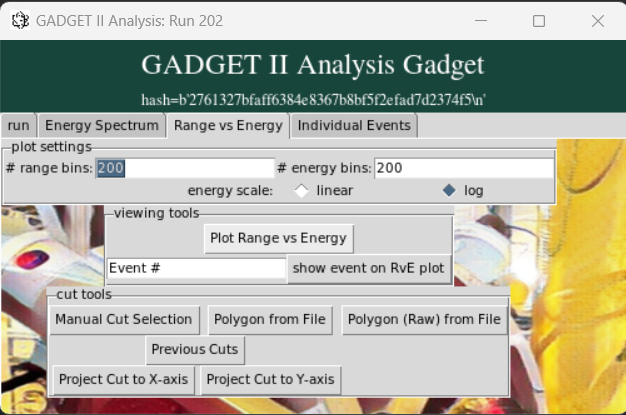 GADGET II Analysis: Run 202
GADGET II Analysis Gadget
hash=b'2761327bfaff6384e8367b8bf5f2efad7d2374f5\n'
run Energy Spectrum Range vs Energy Individual Events
plot settings
# range bins: 200 # energy bins: 200
energy scale: linear log
viewing tools
Plot Range vs Energy
Event # show event on RvE plot
cut tools
Manual Cut Selection Polygon from File Polygon (Raw) from File
Previous Cuts
Project Cut to X-axis Project Cut to Y-axis